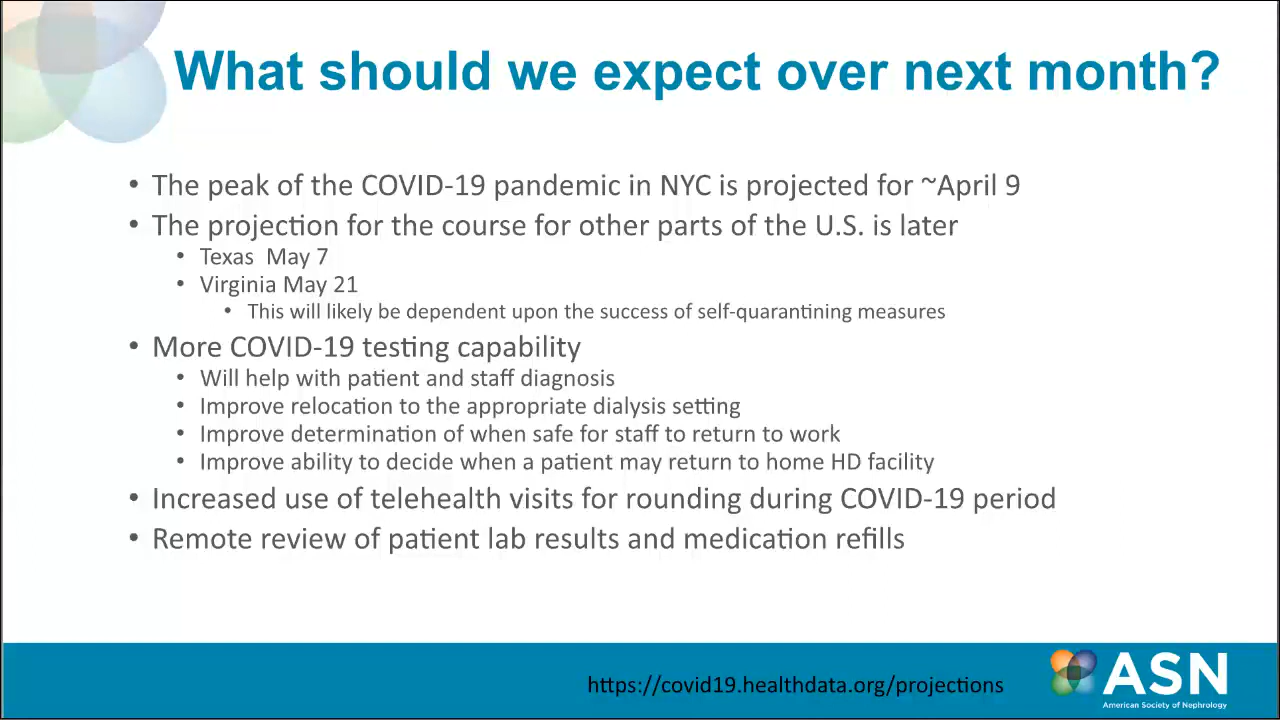 What should we expect over next month?
• The peak of the COVID-19 pandemic in NYC is projected for ~April 9
• The projection for the course for other parts of the U.S. is later
• Texas  May 7
• Virginia May 21
• This will likely be dependent upon the success of self-quarantining measures
• More COVID-19 testing capability
• Will help with patient and staff diagnosis
• Improve relocation to the appropriate dialysis setting
• Improve determination of when safe for staff to return to work
• Improve ability to decide when a patient may return to home HD facility
• Increased use of telehealth visits for rounding during COVID-19 period
• Remote review of patient lab results and medication refills
https://covid19.healthdata.org/projections
ASN
American Society of Nephrology